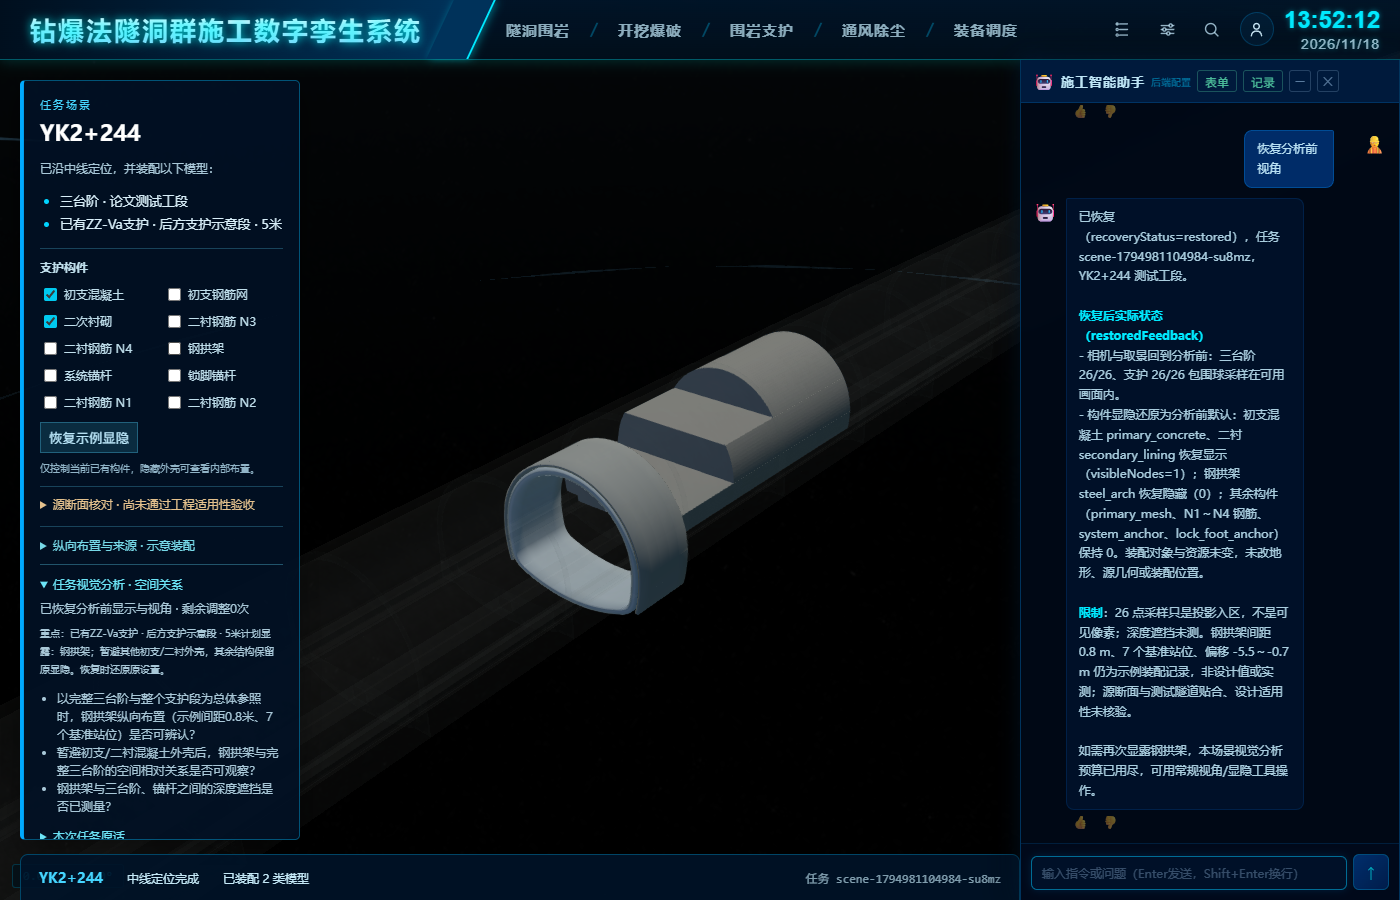 钻爆法隧洞群施工数字孪生系统
隧洞围岩 / 开挖爆破 / 围岩支护 / 通风除尘 / 装备调度
13:52:12
2026/11/18
任务场景
YK2+244
已沿中线定位，并装配以下模型：
三台阶 · 论文测试工段
已有ZZ-Va支护 · 后方支护示意段 · 5米
支护构件
初支混凝土 初支钢筋网
二次衬砌 二衬钢筋 N3
二衬钢筋 N4 钢拱架
系统锚杆 锁脚锚杆
二衬钢筋 N1 二衬钢筋 N2
恢复示例显隐
仅控制当前已有构件，隐藏外壳可查看内部布置。
源断面核对 · 尚未通过工程适用性验收
纵向布置与来源 · 示意装配
任务视觉分析 · 空间关系
已恢复分析前显示与视角 · 剩余调整0次
重点：已有ZZ-Va支护 · 后方支护示意段 · 5米计划显
露：钢拱架；暂避其他初支/二衬外壳，其余结构保留
原显隐。恢复时还原原设置。
以完整三台阶与整个支护段为总体参照
时，钢拱架纵向布置（示例间距0.8米、7
个基准站位）是否可辨认？
暂避初支/二衬混凝土外壳后，钢拱架与完
整三台阶的空间相对关系是否可观察？
钢拱架与三台阶、锚杆之间的深度遮挡是
否已测量？
本次任务原话
YK2+244 中线定位完成 已装配 2 类模型 任务 scene-1794981104984-su8mz
施工智能助手 后端配置 表单 记录
恢复分析前
视角
已恢复
（recoveryStatus=restored），任务
scene-1794981104984-su8mz，
YK2+244 测试工段。
恢复后实际状态
（restoredFeedback）
- 相机与取景回到分析前：三台阶
26/26、支护 26/26 包围球采样在可用
画面内。
- 构件显隐还原为分析前默认：初支混
凝土 primary_concrete、二衬
secondary_lining 恢复显示
（visibleNodes=1）；钢拱架
steel_arch 恢复隐藏（0）；其余构件
（primary_mesh、N1～N4 钢筋、
system_anchor、lock_foot_anchor）
保持 0。装配对象与资源未变，未改地
形、源几何或装配位置。
限制：26 点采样只是投影入区，不是可
见像素；深度遮挡未测。钢拱架间距
0.8 m、7 个基准站位、偏移 -5.5～-0.7
m 仍为示例装配记录，非设计值或实
测；源断面与测试隧道贴合、设计适用
性未核验。
如需再次显露钢拱架，本场景视觉分析
预算已用尽，可用常规视角/显隐工具操
作。
输入指令或问题（Enter发送，Shift+Enter换行）